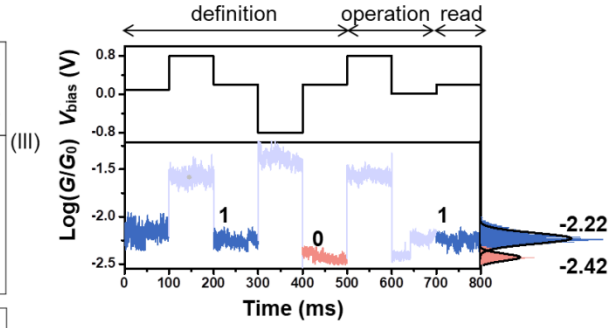 definition operation read
(III)
V_bias (V)
0.8
0.0
-0.8
Log(G/G0)
-1.5
-2.0
-2.5
1
0
1
-2.22
-2.42
0 100 200 300 400 500 600 700 800
Time (ms)